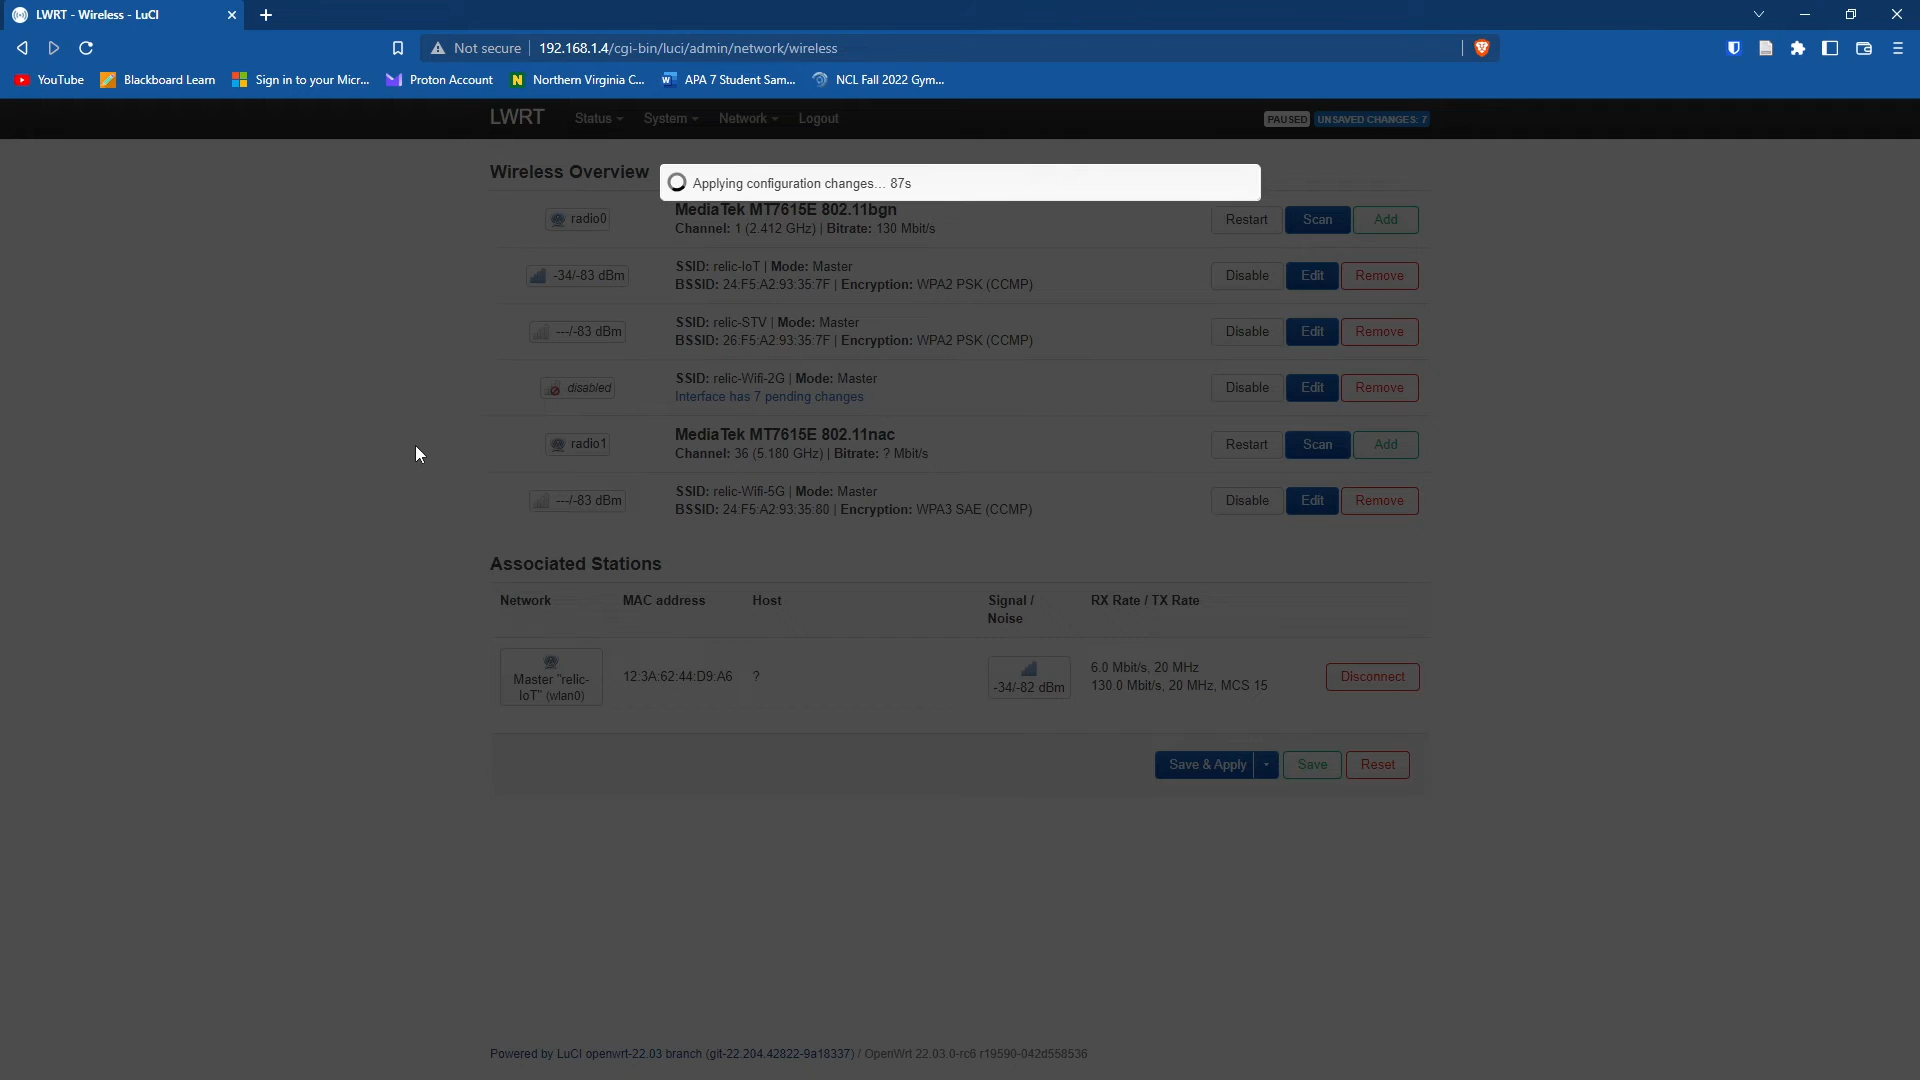 LWRT - Wireless - LuCI
Not secure 192.168.1.4/cgi-bin/luci/admin/network/wireless
YouTube Blackboard Learn Sign in to your Micr... Proton Account Northern Virginia C... APA 7 Student Sam... NCL Fall 2022 Gym...
LWRT Status System Network Logout PAUSED UNSAVED CHANGES: 7
Wireless Overview
Applying configuration changes... 87s
radio0 MediaTek MT7615E 802.11bgn Restart Scan Add
Channel: 1 (2.412 GHz) | Bitrate: 130 Mbit/s
-34/-83 dBm SSID: relic-IoT | Mode: Master Disable Edit Remove
BSSID: 24:F5:A2:93:35:7F | Encryption: WPA2 PSK (CCMP)
---/-83 dBm SSID: relic-STV | Mode: Master Disable Edit Remove
BSSID: 26:F5:A2:93:35:7F | Encryption: WPA2 PSK (CCMP)
disabled SSID: relic-Wifi-2G | Mode: Master Disable Edit Remove
Interface has 7 pending changes
radio1 MediaTek MT7615E 802.11nac Restart Scan Add
Channel: 36 (5.180 GHz) | Bitrate: ? Mbit/s
---/-83 dBm SSID: relic-Wifi-5G | Mode: Master Disable Edit Remove
BSSID: 24:F5:A2:93:35:80 | Encryption: WPA3 SAE (CCMP)
Associated Stations
Network MAC address Host Signal / RX Rate / TX Rate
Noise
Master "relic-
IoT" (wlan0)
12:3A:62:44:D9:A6 ?
-34/-82 dBm
6.0 Mbit/s, 20 MHz
130.0 Mbit/s, 20 MHz, MCS 15
Disconnect
Save & Apply Save Reset
Powered by LuCI openwrt-22.03 branch (git-22.204.42822-9a18337) / OpenWrt 22.03.0-rc6 r19590-042d558536